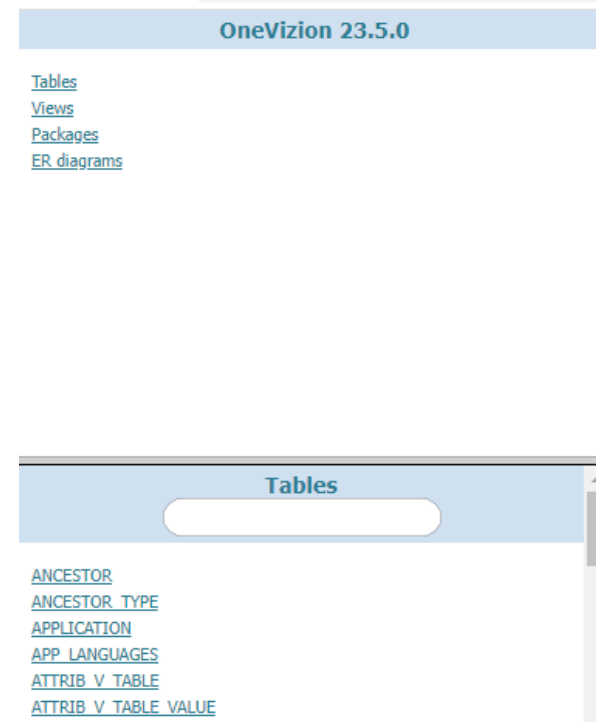 OneVizion 23.5.0
Tables
Views
Packages
ER diagrams
Tables
ANCESTOR
ANCESTOR_TYPE
APPLICATION
APP_LANGUAGES
ATTRIB_V_TABLE
ATTRIB_V_TABLE_VALUE